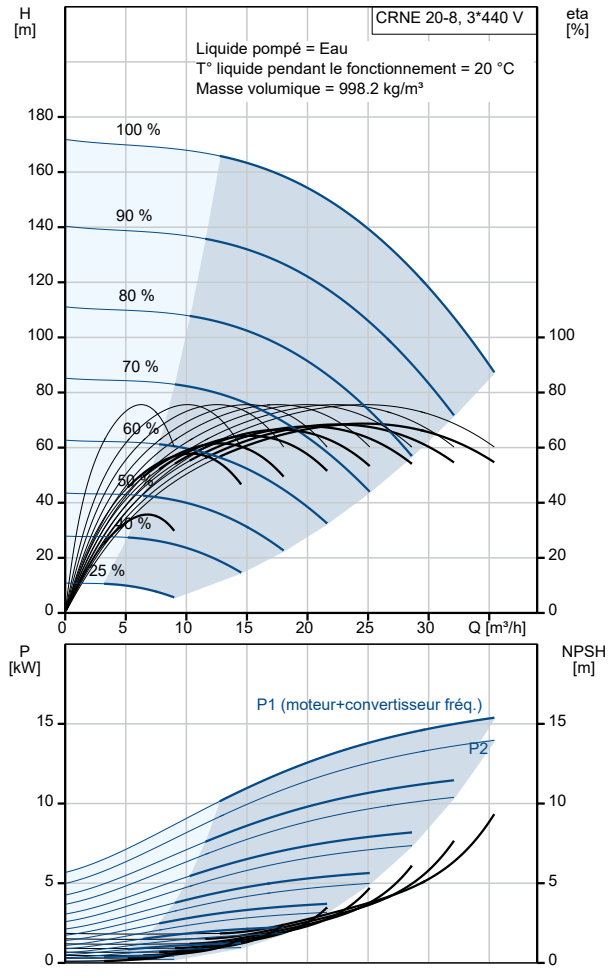 H
[m]
CRNE 20-8, 3*440 V
eta
[%]
Liquide pompé = Eau
T° liquide pendant le fonctionnement = 20 °C
Masse volumique = 998.2 kg/m³
180
160
140
120
100
80
60
40
20
0
100 %
90 %
80 %
70 %
60 %
50 %
40 %
25 %
100
80
60
40
20
0
0
5
10
15
20
25
30
Q [m³/h]
P
[kW]
NPSH
[m]
P1 (moteur+convertisseur fréq.)
P2
15
10
5
0
15
10
5
0